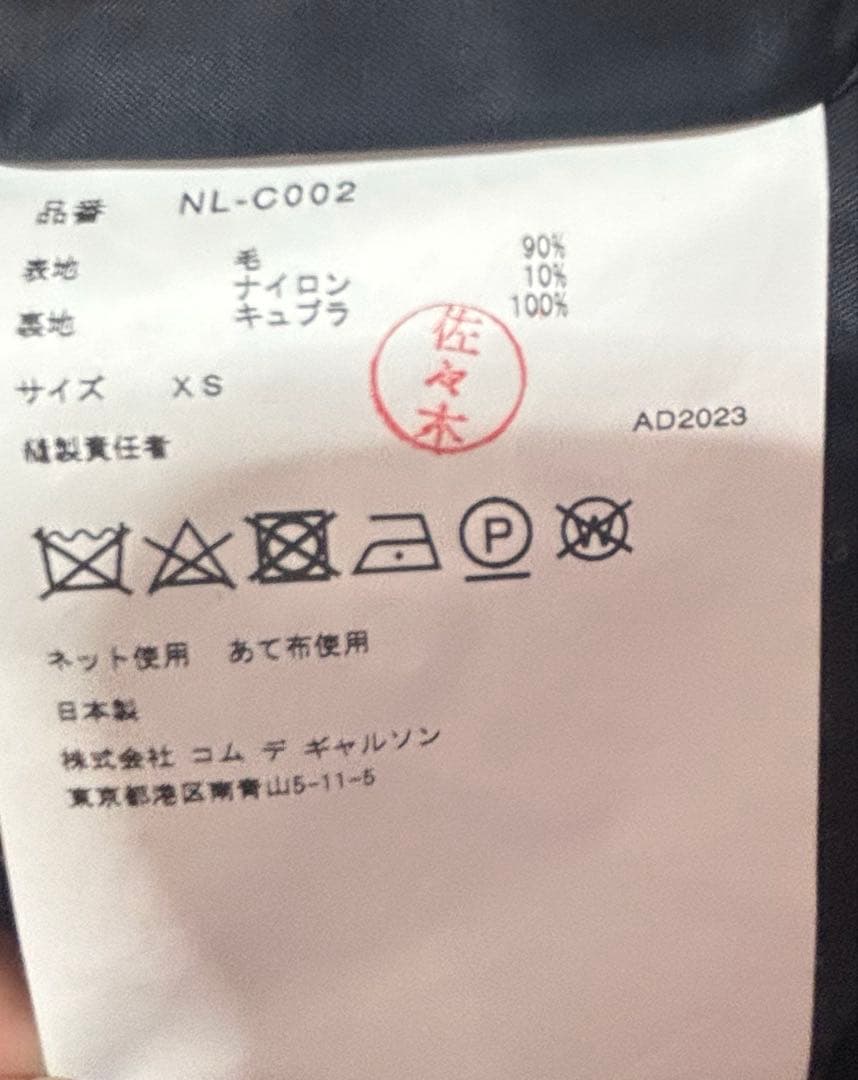 品番 NL-C002
表地 毛 90%
ナイロン 10%
裏地 キュプラ 100%
佐々木
サイズ XS
AD2023
縫製責任者
P W
ネット使用 あて布使用
日本製
株式会社 コム デ ギャルソン
東京都港区南青山5-11-5